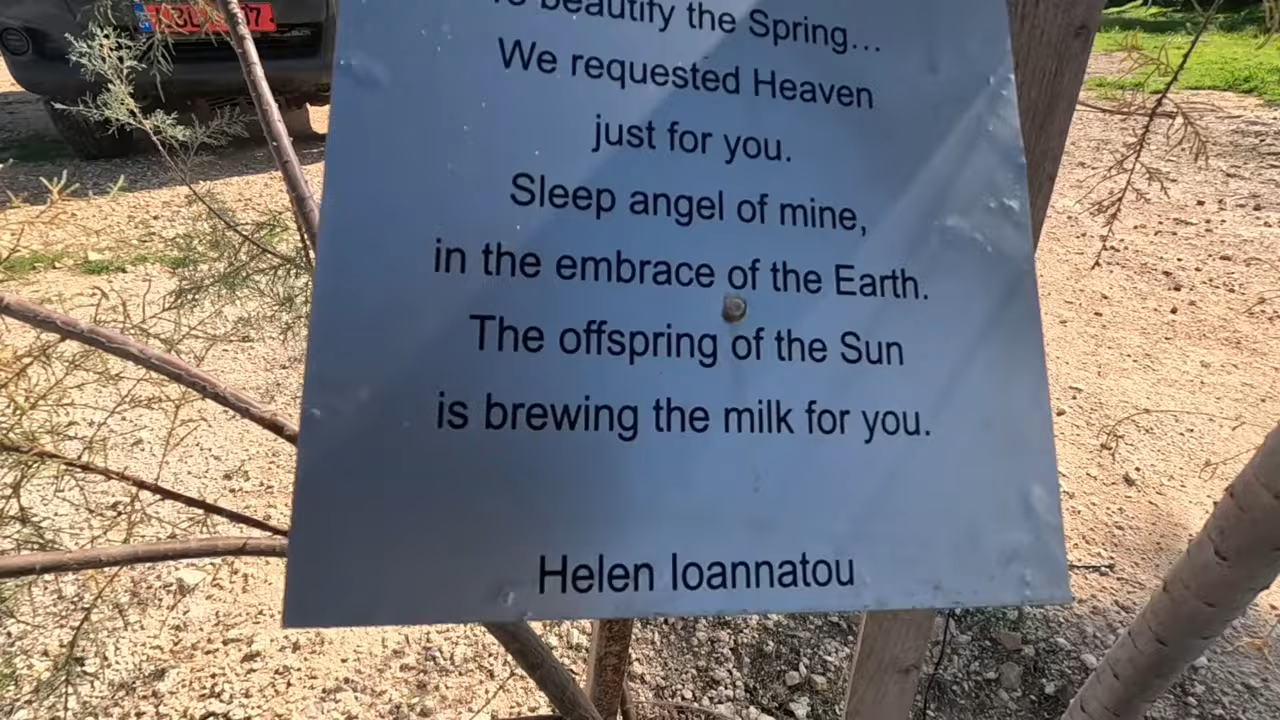 beautify the Spring...
We requested Heaven
just for you.
Sleep angel of mine,
in the embrace of the Earth.
The offspring of the Sun
is brewing the milk for you.
Helen Ioannatou